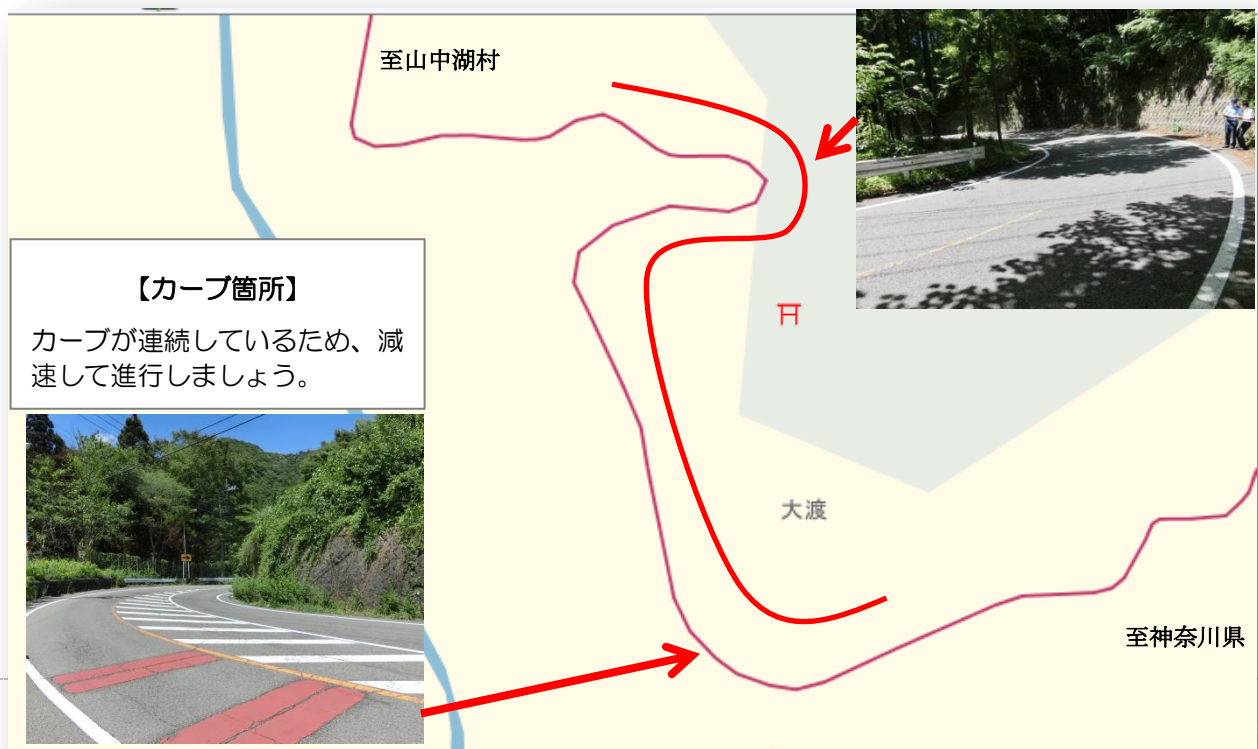 至山中湖村
【カーブ箇所】
カーブが連続しているため、減
速して進行しましょう。
大渡
至神奈川県